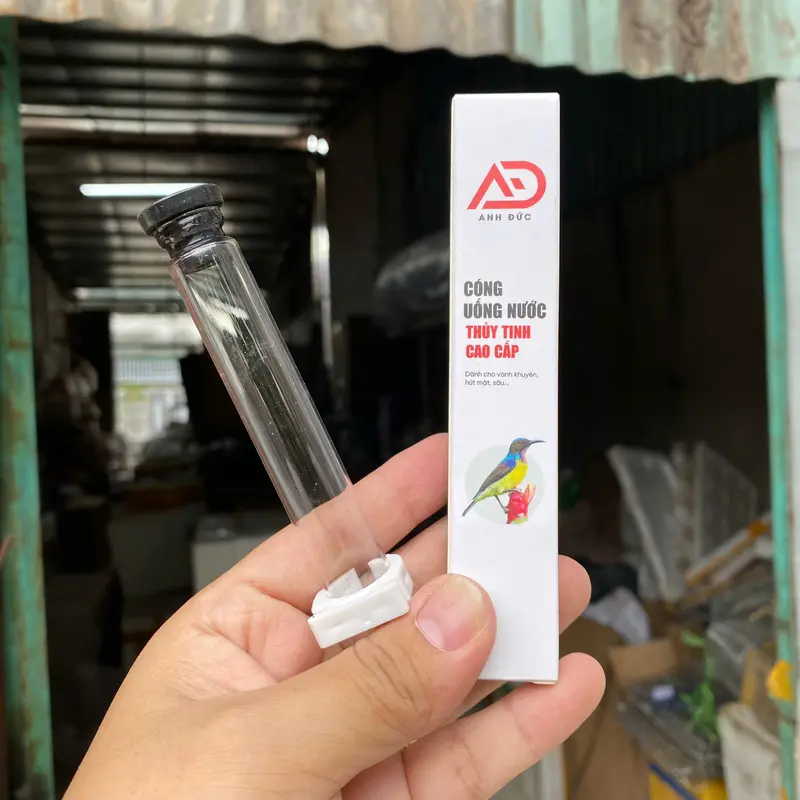 AD
ANH ĐỨC
CÓNG
UỐNG NƯỚC
THỦY TINH
CAO CẤP
Dành cho vành khuyên,
hút mật, sâu...